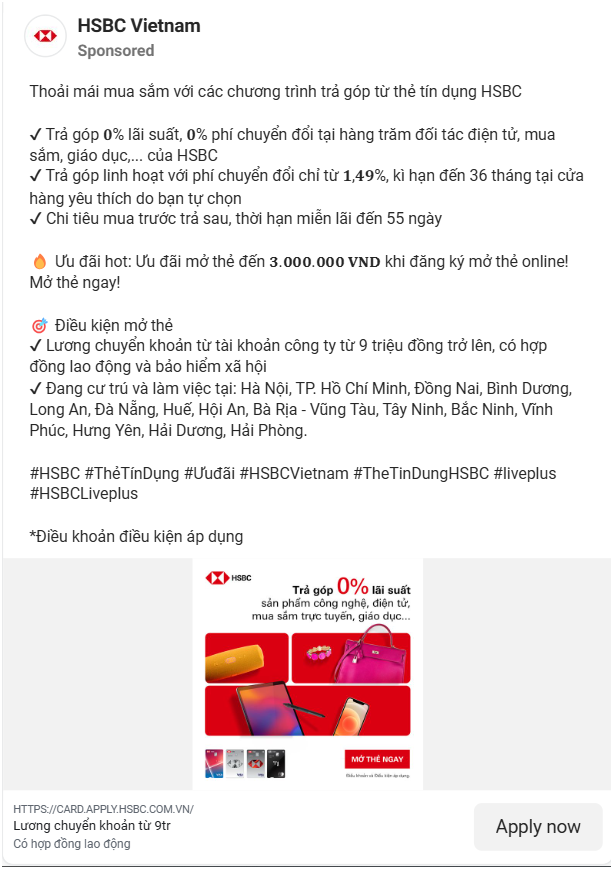 HSBC Vietnam
Sponsored
Thoải mái mua sắm với các chương trình trả góp từ thẻ tín dụng HSBC
✓ Trả góp 0% lãi suất, 0% phí chuyển đổi tại hàng trăm đối tác điện tử, mua
sắm, giáo dục,... của HSBC
✓ Trả góp linh hoạt với phí chuyển đổi chỉ từ 1,49%, kì hạn đến 36 tháng tại cửa
hàng yêu thích do bạn tự chọn
✓ Chi tiêu mua trước trả sau, thời hạn miễn lãi đến 55 ngày
🔥 Ưu đãi hot: Ưu đãi mở thẻ đến 3.000.000 VND khi đăng ký mở thẻ online!
Mở thẻ ngay!
🎯 Điều kiện mở thẻ
✓ Lương chuyển khoản từ tài khoản công ty từ 9 triệu đồng trở lên, có hợp
đồng lao động và bảo hiểm xã hội
✓ Đang cư trú và làm việc tại: Hà Nội, TP. Hồ Chí Minh, Đồng Nai, Bình Dương,
Long An, Đà Nẵng, Huế, Hội An, Bà Rịa - Vũng Tàu, Tây Ninh, Bắc Ninh, Vĩnh
Phúc, Hưng Yên, Hải Dương, Hải Phòng.
#HSBC #ThẻTínDụng #Ưuđãi #HSBCVietnam #TheTinDungHSBC #liveplus
#HSBCLiveplus
*Điều khoản điều kiện áp dụng
HSBC
Trả góp 0% lãi suất
sản phẩm công nghệ, điện tử,
mua sắm trực tuyến, giáo dục...
MỞ THẺ NGAY
Điều khoản và Điều kiện áp dụng.
HTTPS://CARD.APPLY.HSBC.COM.VN/
Lương chuyển khoản từ 9tr
Có hợp đồng lao động
Apply now